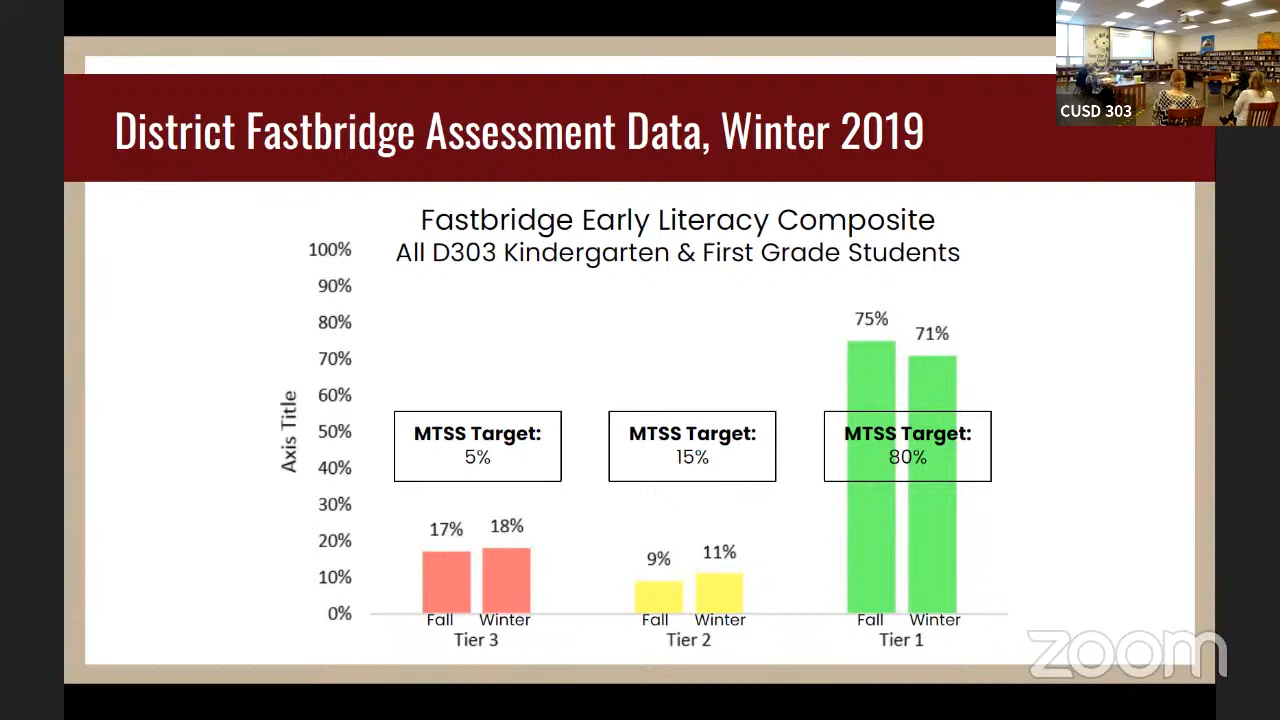 CUSD 303
District Fastbridge Assessment Data, Winter 2019
Fastbridge Early Literacy Composite
All D303 Kindergarten & First Grade Students
100%
90%
80%
70%
60%
50%
40%
30%
20%
10%
0%
Axis Title
MTSS Target:
5%
MTSS Target:
15%
MTSS Target:
80%
17%
18%
9%
11%
75%
71%
Fall Winter
Tier 3
Fall Winter
Tier 2
Fall Winter
Tier 1
zoom